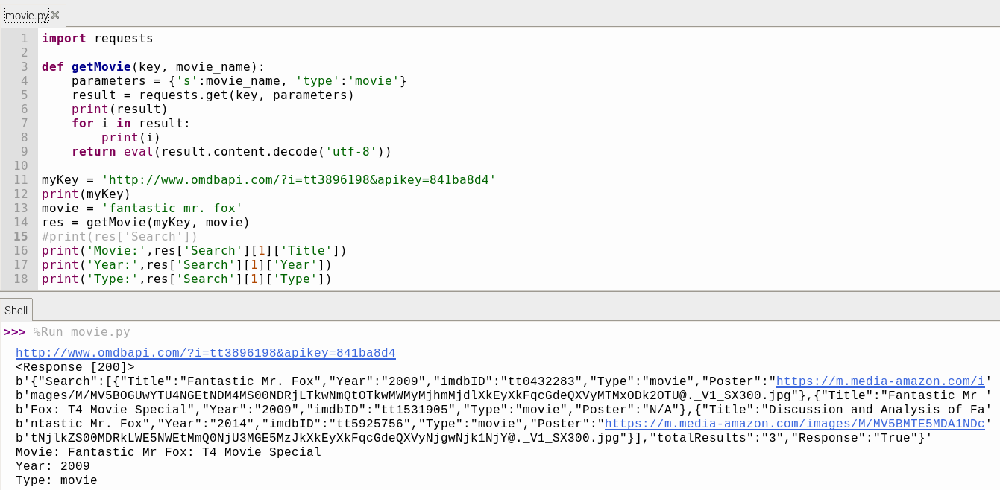 movie.py
1 import requests
2
3 def getMovie(key, movie_name):
4     parameters = {'s':movie_name, 'type':'movie'}
5     result = requests.get(key, parameters)
6     print(result)
7     for i in result:
8         print(i)
9     return eval(result.content.decode('utf-8'))
10
11 myKey = 'http://www.omdbapi.com/?i=tt3896198&apikey=841ba8d4'
12 print(myKey)
13 movie = 'fantastic mr. fox'
14 res = getMovie(myKey, movie)
15 #print(res['Search'])
16 print('Movie:',res['Search'][1]['Title'])
17 print('Year:',res['Search'][1]['Year'])
18 print('Type:',res['Search'][1]['Type'])
Shell
>>> %Run movie.py
http://www.omdbapi.com/?i=tt3896198&apikey=841ba8d4
<Response [200]>
b'{"Search":[{"Title":"Fantastic Mr. Fox","Year":"2009","imdbID":"tt0432283","Type":"movie","Poster":"https://m.media-amazon.com/i'
b'mages/M/MV5BOGUwYTU4NGEtNDM4MS00NDRjLTkwNmQtOTkwMWMyMjhmMjdlXkEyXkFqcGdeQXVyMTMxODk2OTU@._V1_SX300.jpg"},{"Title":"Fantastic Mr '
b'Fox: T4 Movie Special","Year":"2009","imdbID":"tt1531905","Type":"movie","Poster":"N/A"},{"Title":"Discussion and Analysis of Fa'
b'ntastic Mr. Fox","Year":"2014","imdbID":"tt5925756","Type":"movie","Poster":"https://m.media-amazon.com/images/M/MV5BMTE5MDA1NDc'
b'tNjlkZS00MDRkLWE5NWEtMmQ0NjU3MGE5MzJkXkEyXkFqcGdeQXVyNjgwNjk1NjY@._V1_SX300.jpg"}],"totalResults":"3","Response":"True"}'
Movie: Fantastic Mr Fox: T4 Movie Special
Year: 2009
Type: movie